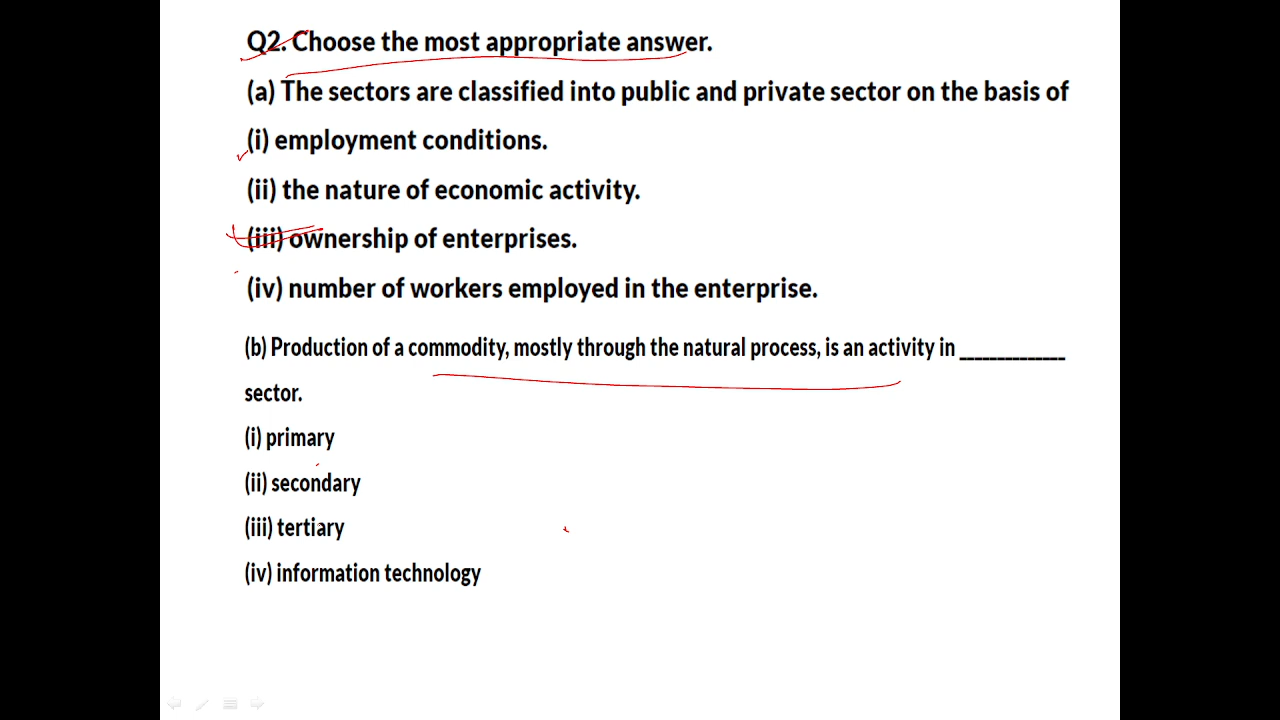 Q2. Choose the most appropriate answer.
(a) The sectors are classified into public and private sector on the basis of
(i) employment conditions.
(ii) the nature of economic activity.
(iii) ownership of enterprises.
(iv) number of workers employed in the enterprise.
(b) Production of a commodity, mostly through the natural process, is an activity in ______________
sector.
(i) primary
(ii) secondary
(iii) tertiary
(iv) information technology